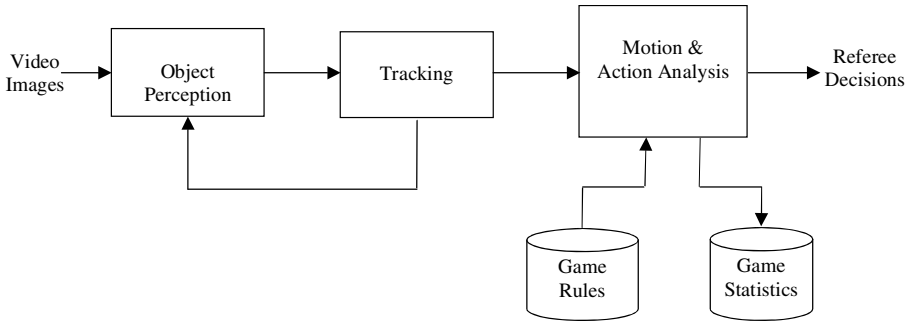 Video
Images
Object
Perception
Tracking
Motion &
Action Analysis
Referee
Decisions
Game
Rules
Game
Statistics